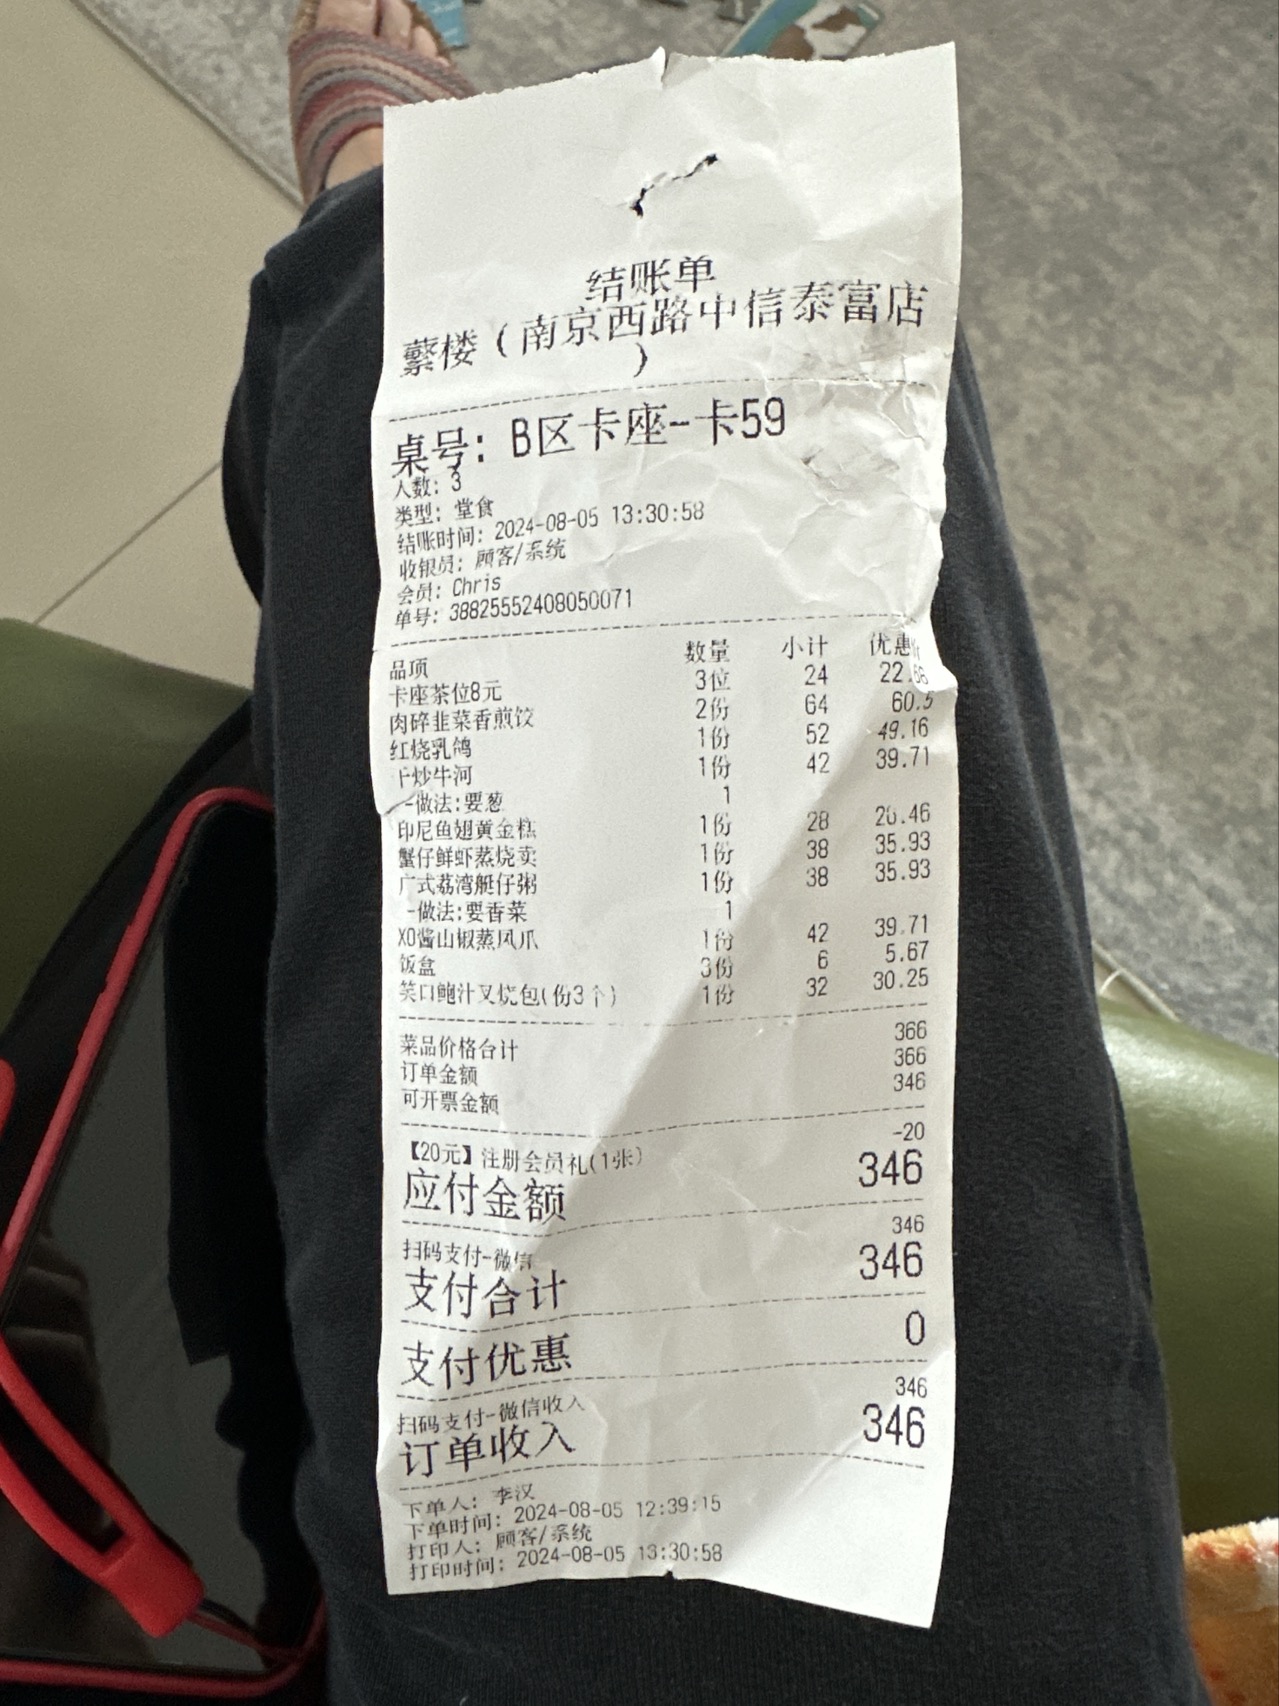 结账单
蘩楼（南京西路中信泰富店
）
桌号: B区卡座-卡59
人数: 3
类型: 堂食
结账时间: 2024-08-05 13:30:58
收银员: 顾客/系统
会员: Chris
单号: 38825552408050071
品项 数量 小计 优惠价
卡座茶位8元 3位 24 22.68
肉碎韭菜香煎饺 2份 64 60.5
红烧乳鸽 1份 52 49.16
干炒牛河 1份 42 39.71
-做法:要葱 1
印尼鱼翅黄金糕 1份 28 26.46
蟹仔鲜虾蒸烧卖 1份 38 35.93
广式荔湾艇仔粥 1份 38 35.93
-做法:要香菜 1
XO酱山椒蒸凤爪 1份 42 39.71
饭盒 3份 6 5.67
笑口鲍汁叉烧包(份3个) 1份 32 30.25
菜品价格合计 366
订单金额 366
可开票金额 346
【20元】注册会员礼(1张) -20
应付金额 346
扫码支付-微信 346
支付合计 346
支付优惠 0
扫码支付-微信收入 346
订单收入 346
下单人: 李汉
下单时间: 2024-08-05 12:39:15
打印人: 顾客/系统
打印时间: 2024-08-05 13:30:58